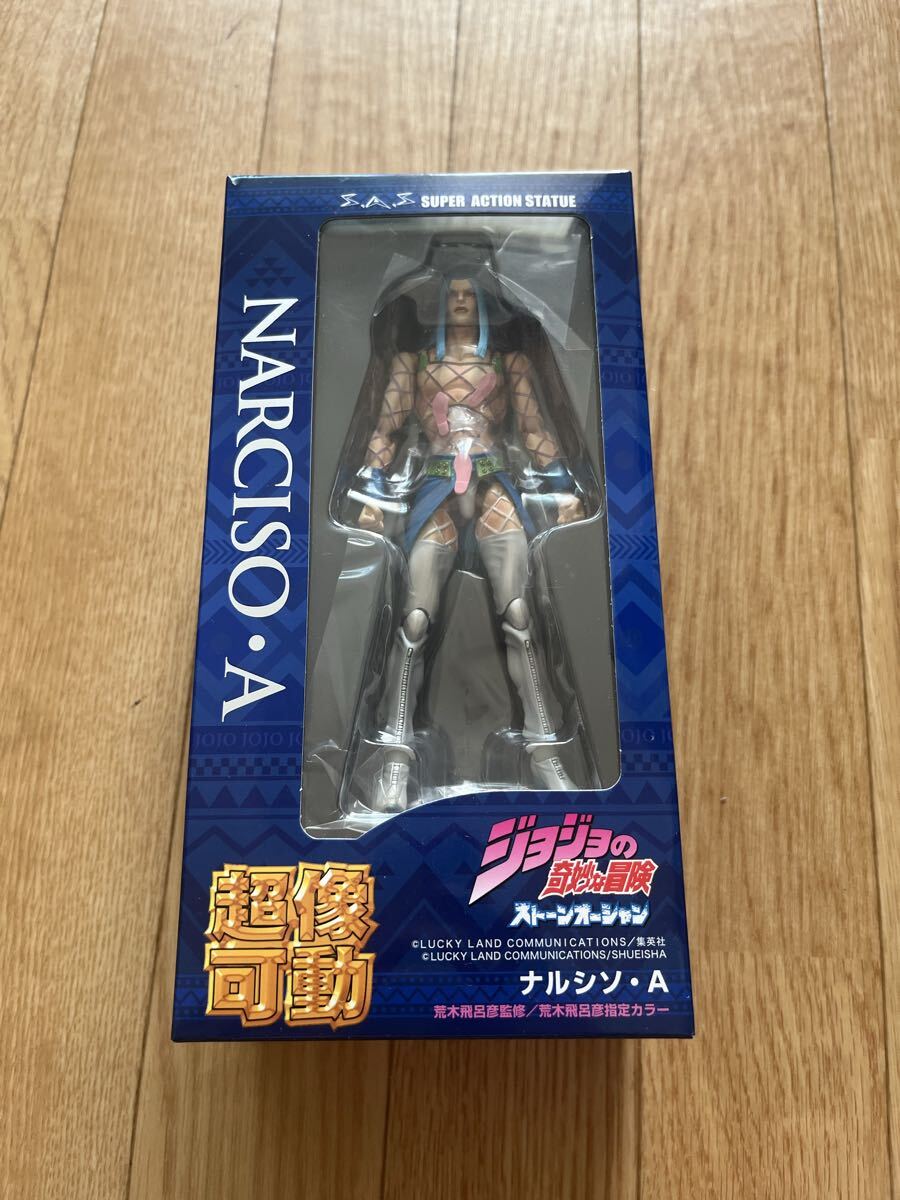 S.A.S SUPER ACTION STATUE
NARCISO・A
JOJO JOJO JOJO
超像
可動
ジョジョの
奇妙な冒険
ストーンオーシャン
©LUCKY LAND COMMUNICATIONS／集英社
©LUCKY LAND COMMUNICATIONS/SHUEISHA
ナルシソ・A
荒木飛呂彦監修／荒木飛呂彦指定カラー